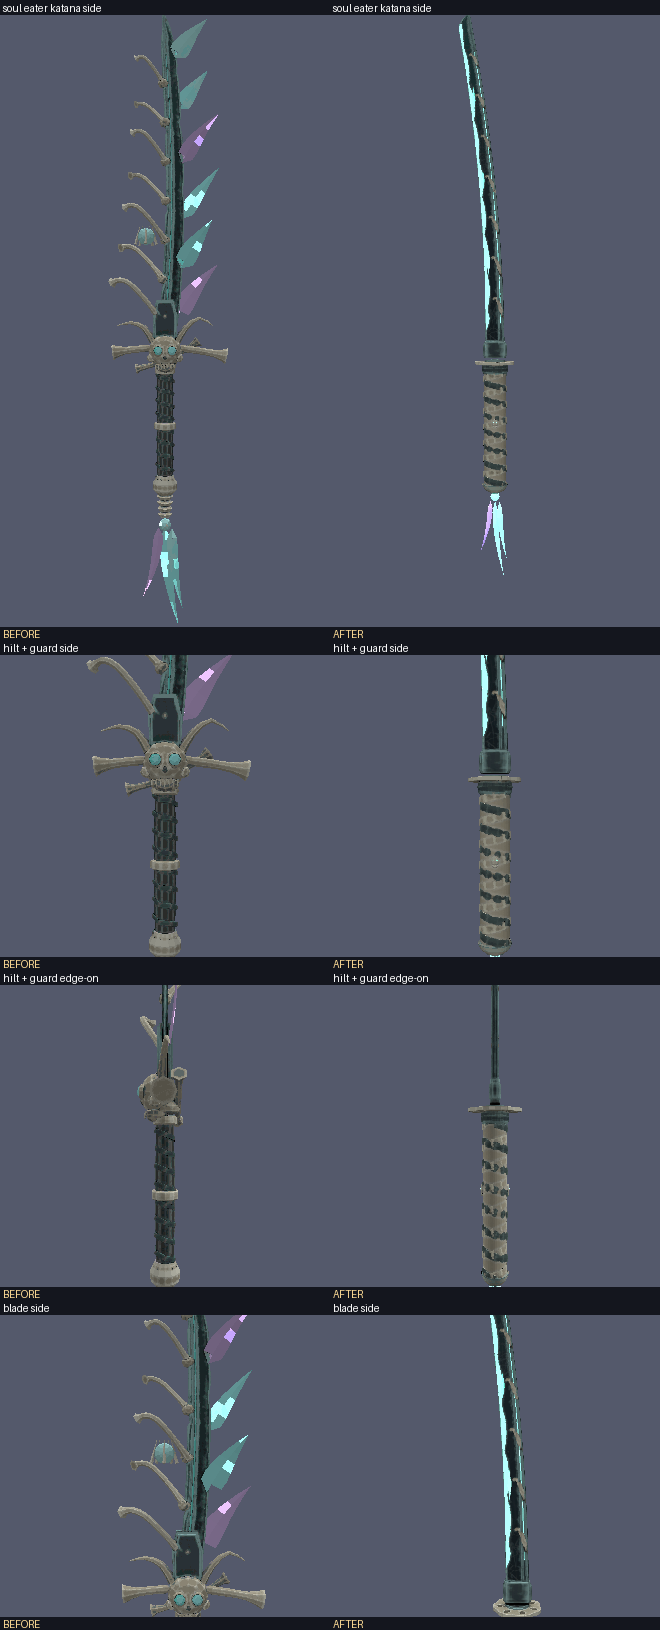 soul eater katana side
soul eater katana side
BEFORE
AFTER
hilt + guard side
hilt + guard side
BEFORE
AFTER
hilt + guard edge-on
hilt + guard edge-on
BEFORE
AFTER
blade side
blade side
BEFORE
AFTER